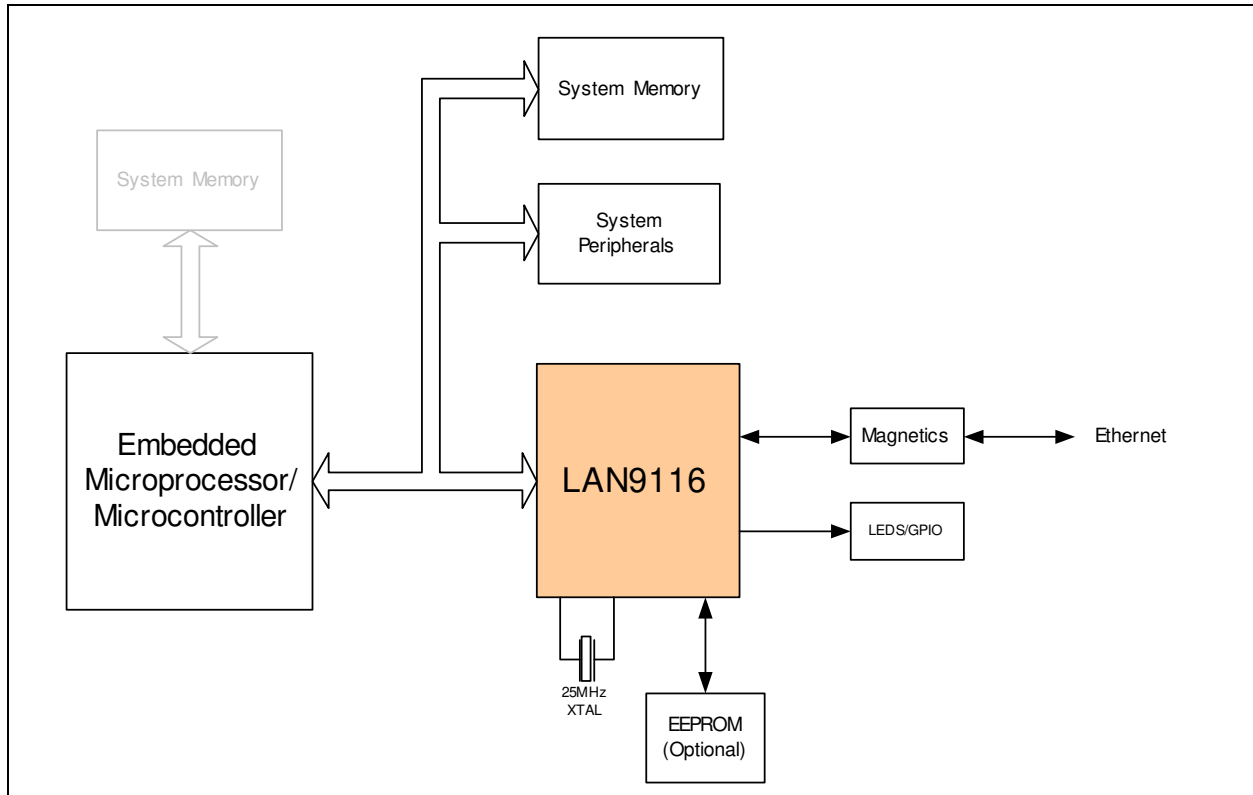 System Memory
System Memory
System
Peripherals
Embedded
Microprocessor/
Microcontroller
LAN9116
Magnetics
Ethernet
LEDS/GPIO
25MHz
XTAL
EEPROM
(Optional)